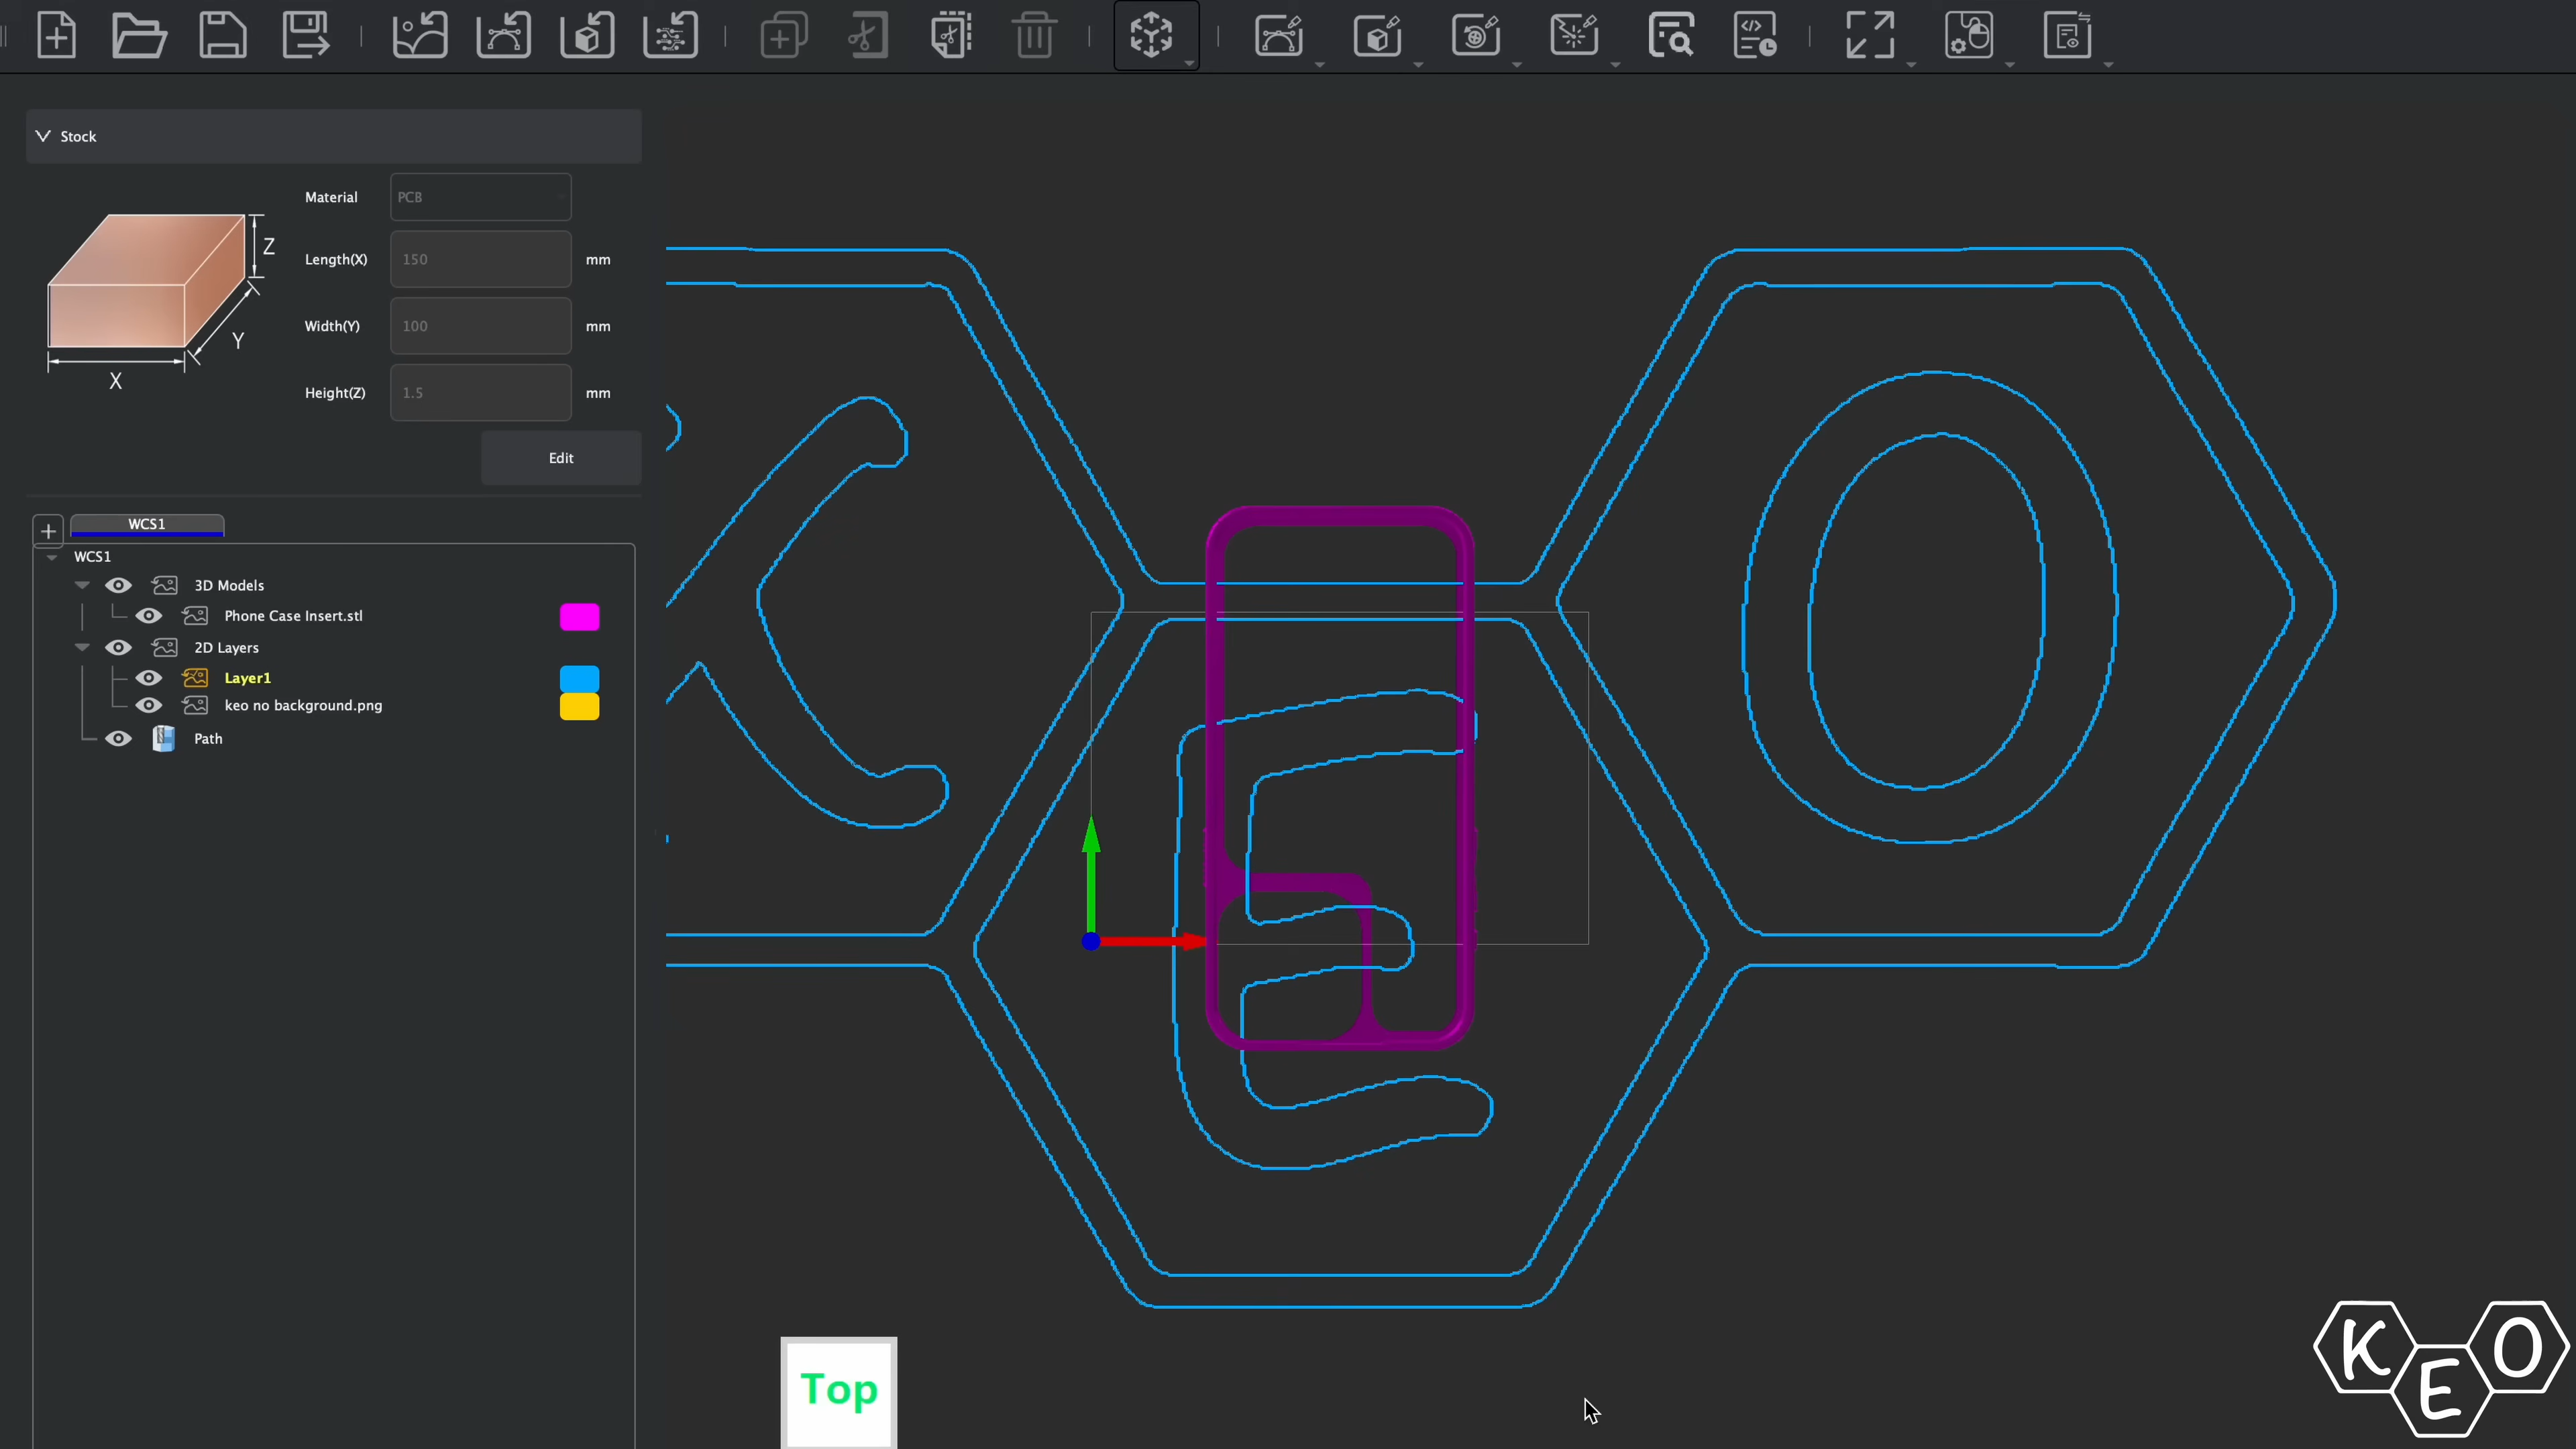 Stock
Material
PCB
Length(X)
150
mm
Width(Y)
100
mm
Height(Z)
1.5
mm
Z
Y
X
Edit
+
WCS1
WCS1
3D Models
Phone Case Insert.stl
2D Layers
Layer1
keo no background.png
Path
Top
K
E
O